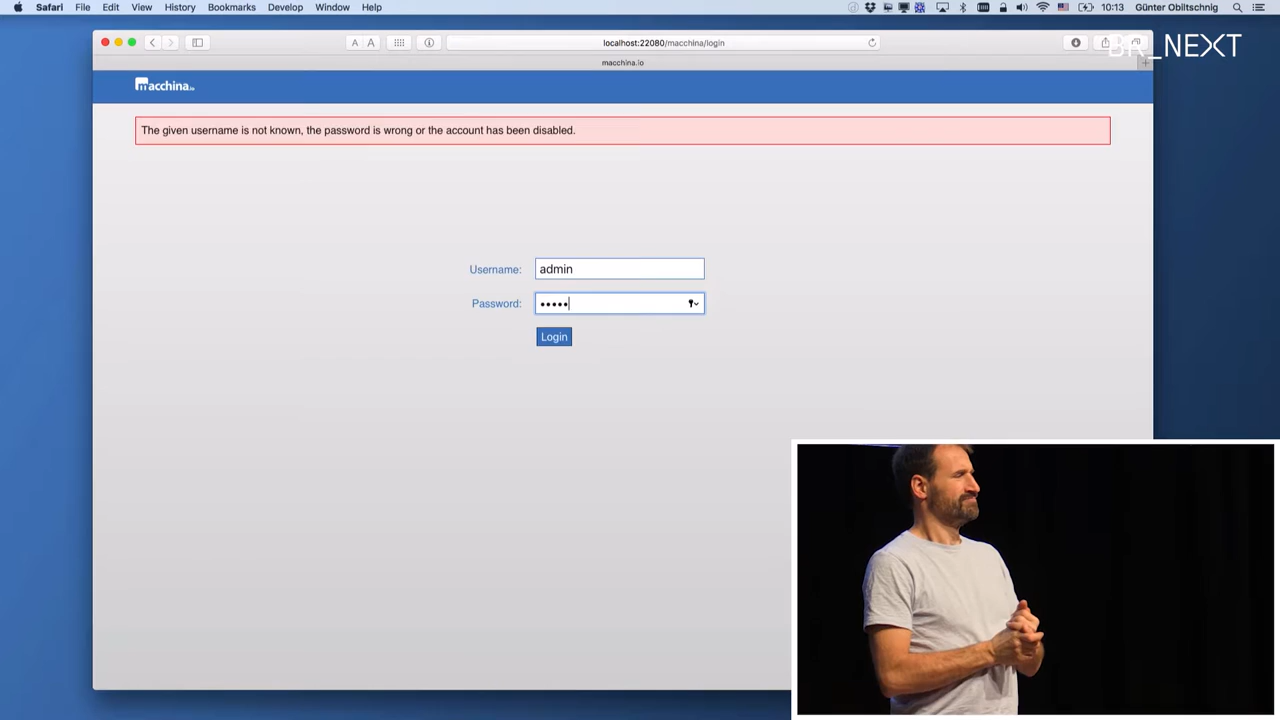 Safari File Edit View History Bookmarks Develop Window Help 10:13 Günter Obiltschnig
A A localhost:22080/macchina/login
BR_NEXT
macchina.io
macchina.io
The given username is not known, the password is wrong or the account has been disabled.
Username: admin
Password: •••••
Login